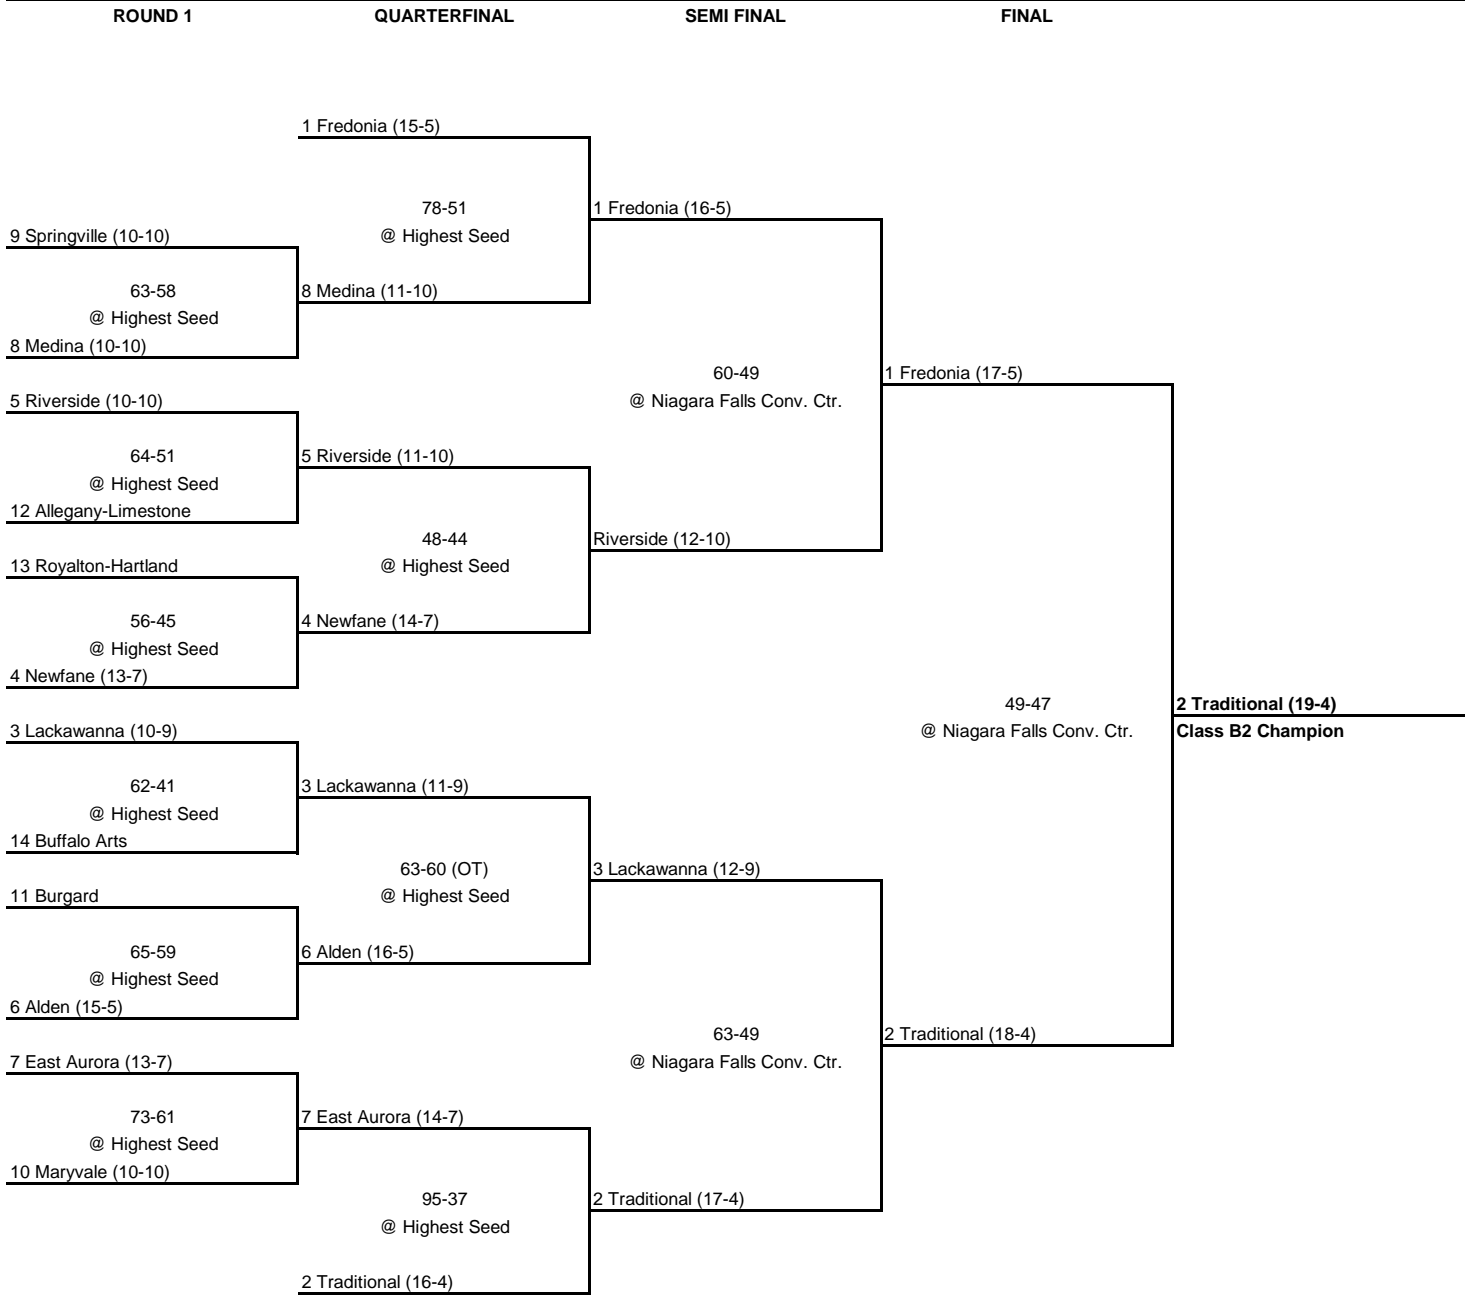 ROUND 1 QUARTERFINAL SEMI FINAL FINAL
1 Fredonia (15-5)
78-51 1 Fredonia (16-5)
9 Springville (10-10) @ Highest Seed
63-58 8 Medina (11-10)
@ Highest Seed
8 Medina (10-10)
60-49 1 Fredonia (17-5)
5 Riverside (10-10) @ Niagara Falls Conv. Ctr.
64-51 5 Riverside (11-10)
@ Highest Seed
12 Allegany-Limestone
48-44 Riverside (12-10)
13 Royalton-Hartland @ Highest Seed
56-45 4 Newfane (14-7)
@ Highest Seed
4 Newfane (13-7)
49-47 2 Traditional (19-4)
3 Lackawanna (10-9) @ Niagara Falls Conv. Ctr. Class B2 Champion
62-41 3 Lackawanna (11-9)
@ Highest Seed
14 Buffalo Arts
63-60 (OT) 3 Lackawanna (12-9)
11 Burgard @ Highest Seed
65-59 6 Alden (16-5)
@ Highest Seed
6 Alden (15-5)
63-49 2 Traditional (18-4)
7 East Aurora (13-7) @ Niagara Falls Conv. Ctr.
73-61 7 East Aurora (14-7)
@ Highest Seed
10 Maryvale (10-10)
95-37 2 Traditional (17-4)
@ Highest Seed
2 Traditional (16-4)